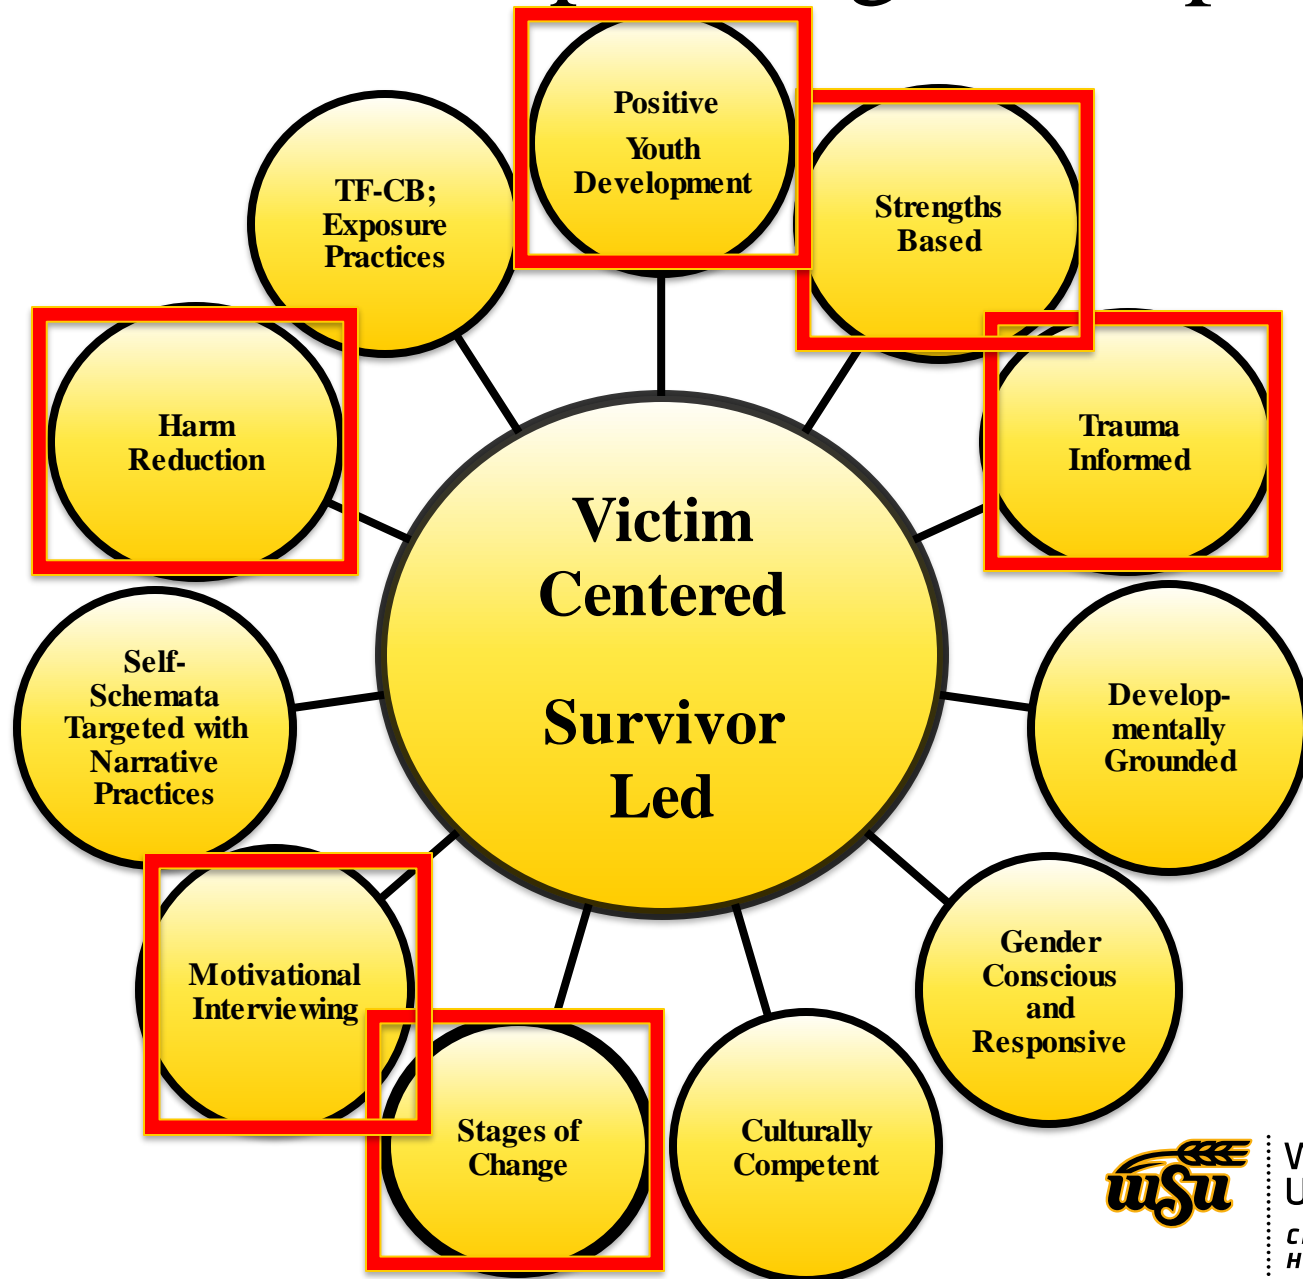 Positive
Youth
Development
Strengths
Based
Trauma
Informed
Develop-
mentally
Grounded
Gender
Conscious
and
Responsive
Culturally
Competent
Stages of
Change
Motivational
Interviewing
Self-
Schemata
Targeted with
Narrative
Practices
Harm
Reduction
TF-CB;
Exposure
Practices
Victim
Centered
Survivor
Led
wsu